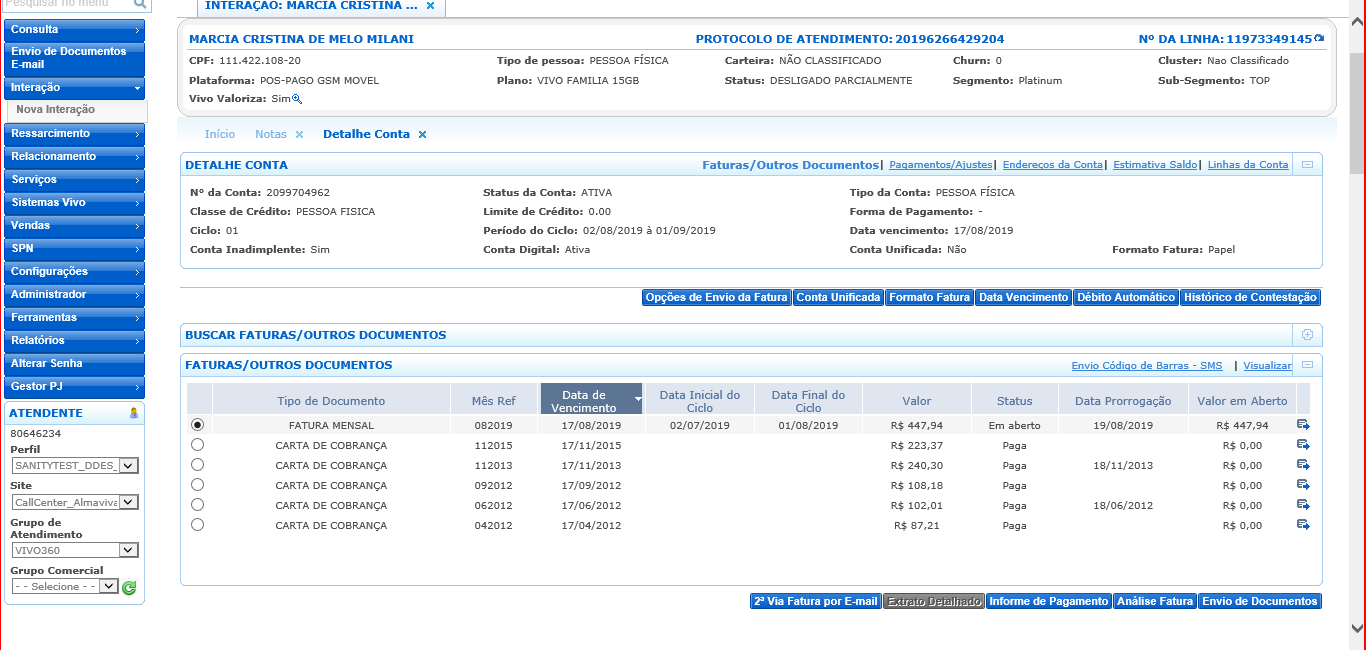 Pesquisar no menu
INTERAÇÃO: MARCIA CRISTINA ... ×
Consulta
Envio de Documentos
E-mail
Interação
Nova Interação
Ressarcimento
Relacionamento
Serviços
Sistemas Vivo
Vendas
SPN
Configurações
Administrador
Ferramentas
Relatórios
Alterar Senha
Gestor PJ
ATENDENTE
80646234
Perfil
SANITYTEST_DDES_
Site
CallCenter_Almaviva
Grupo de
Atendimento
VIVO360
Grupo Comercial
- - Selecione - -
MARCIA CRISTINA DE MELO MILANI PROTOCOLO DE ATENDIMENTO: 20196266429204 Nº DA LINHA: 11973349145
CPF: 111.422.108-20 Tipo de pessoa: PESSOA FÍSICA Carteira: NÃO CLASSIFICADO Churn: 0 Cluster: Nao Classificado
Plataforma: POS-PAGO GSM MOVEL Plano: VIVO FAMILIA 15GB Status: DESLIGADO PARCIALMENTE Segmento: Platinum Sub-Segmento: TOP
Vivo Valoriza: Sim
Início Notas × Detalhe Conta ×
DETALHE CONTA Faturas/Outros Documentos| Pagamentos/Ajustes| Endereços da Conta| Estimativa Saldo| Linhas da Conta
Nº da Conta: 2099704962 Status da Conta: ATIVA Tipo da Conta: PESSOA FÍSICA
Classe de Crédito: PESSOA FISICA Limite de Crédito: 0.00 Forma de Pagamento: -
Ciclo: 01 Período do Ciclo: 02/08/2019 à 01/09/2019 Data vencimento: 17/08/2019
Conta Inadimplente: Sim Conta Digital: Ativa Conta Unificada: Não Formato Fatura: Papel
Opções de Envio da Fatura Conta Unificada Formato Fatura Data Vencimento Débito Automático Histórico de Contestação
BUSCAR FATURAS/OUTROS DOCUMENTOS
FATURAS/OUTROS DOCUMENTOS Envio Código de Barras - SMS | Visualizar
Tipo de Documento Mês Ref Data de Vencimento Data Inicial do Ciclo Data Final do Ciclo Valor Status Data Prorrogação Valor em Aberto
FATURA MENSAL 082019 17/08/2019 02/07/2019 01/08/2019 R$ 447,94 Em aberto 19/08/2019 R$ 447,94
CARTA DE COBRANÇA 112015 17/11/2015 R$ 223,37 Paga R$ 0,00
CARTA DE COBRANÇA 112013 17/11/2013 R$ 240,30 Paga 18/11/2013 R$ 0,00
CARTA DE COBRANÇA 092012 17/09/2012 R$ 108,18 Paga R$ 0,00
CARTA DE COBRANÇA 062012 17/06/2012 R$ 102,01 Paga 18/06/2012 R$ 0,00
CARTA DE COBRANÇA 042012 17/04/2012 R$ 87,21 Paga R$ 0,00
2ª Via Fatura por E-mail Extrato Detalhado Informe de Pagamento Análise Fatura Envio de Documentos